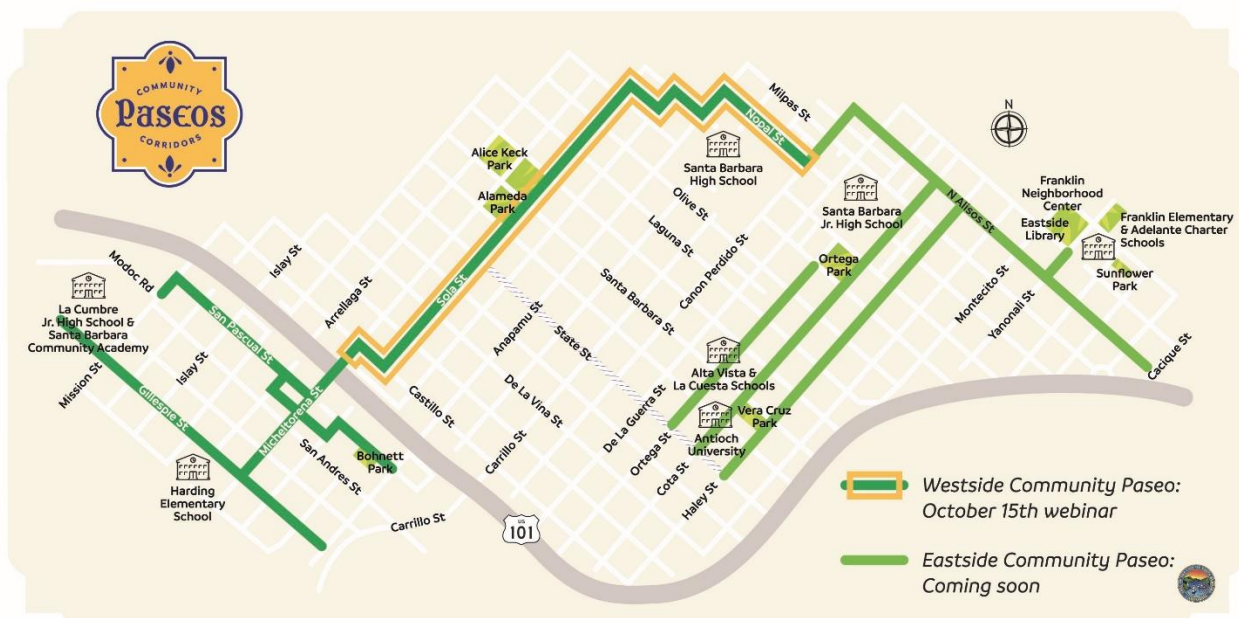 COMMUNITY
Paseos
CORRIDORS
N
Milpas St
Nopal St
Santa Barbara
High School
Alice Keck
Park
Alameda
Park
Olive St
Laguna St
Canon Perdido St
Santa Barbara St
Santa Barbara
Jr. High School
Ortega
Park
N Alisos St
Franklin
Neighborhood
Center
Eastside
Library
Franklin Elementary
& Adelante Charter
Schools
Sunflower
Park
Montecito St
Yanonali St
Cacique St
Modoc Rd
Islay St
Arrellaga St
Sola St
Anapamu St
State St
La Cumbre
Jr. High School &
Santa Barbara
Community Academy
San Pascual St
Islay St
Mission St
Gillespie St
Micheltorena St
Castillo St
De La Vina St
Carrillo St
San Andres St
Bohnett
Park
Harding
Elementary
School
Carrillo St
US
101
Alta Vista &
La Cuesta Schools
De La Guerra St
Vera Cruz
Park
Antioch
University
Ortega St
Cota St
Haley St
Westside Community Paseo:
October 15th webinar
Eastside Community Paseo:
Coming soon